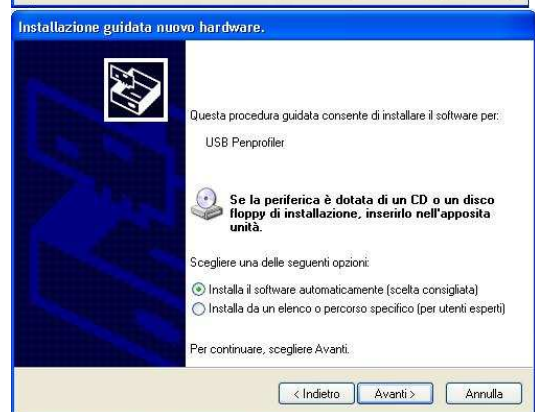 Installazione guidata nuovo hardware.
Questa procedura guidata consente di installare il software per:
USB Penprofiler
Se la periferica è dotata di un CD o un disco
floppy di installazione, inserirlo nell'apposita
unità.
Scegliere una delle seguenti opzioni:
Installa il software automaticamente (scelta consigliata)
Installa da un elenco o percorso specifico (per utenti esperti)
Per continuare, scegliere Avanti.
< Indietro Avanti > Annulla